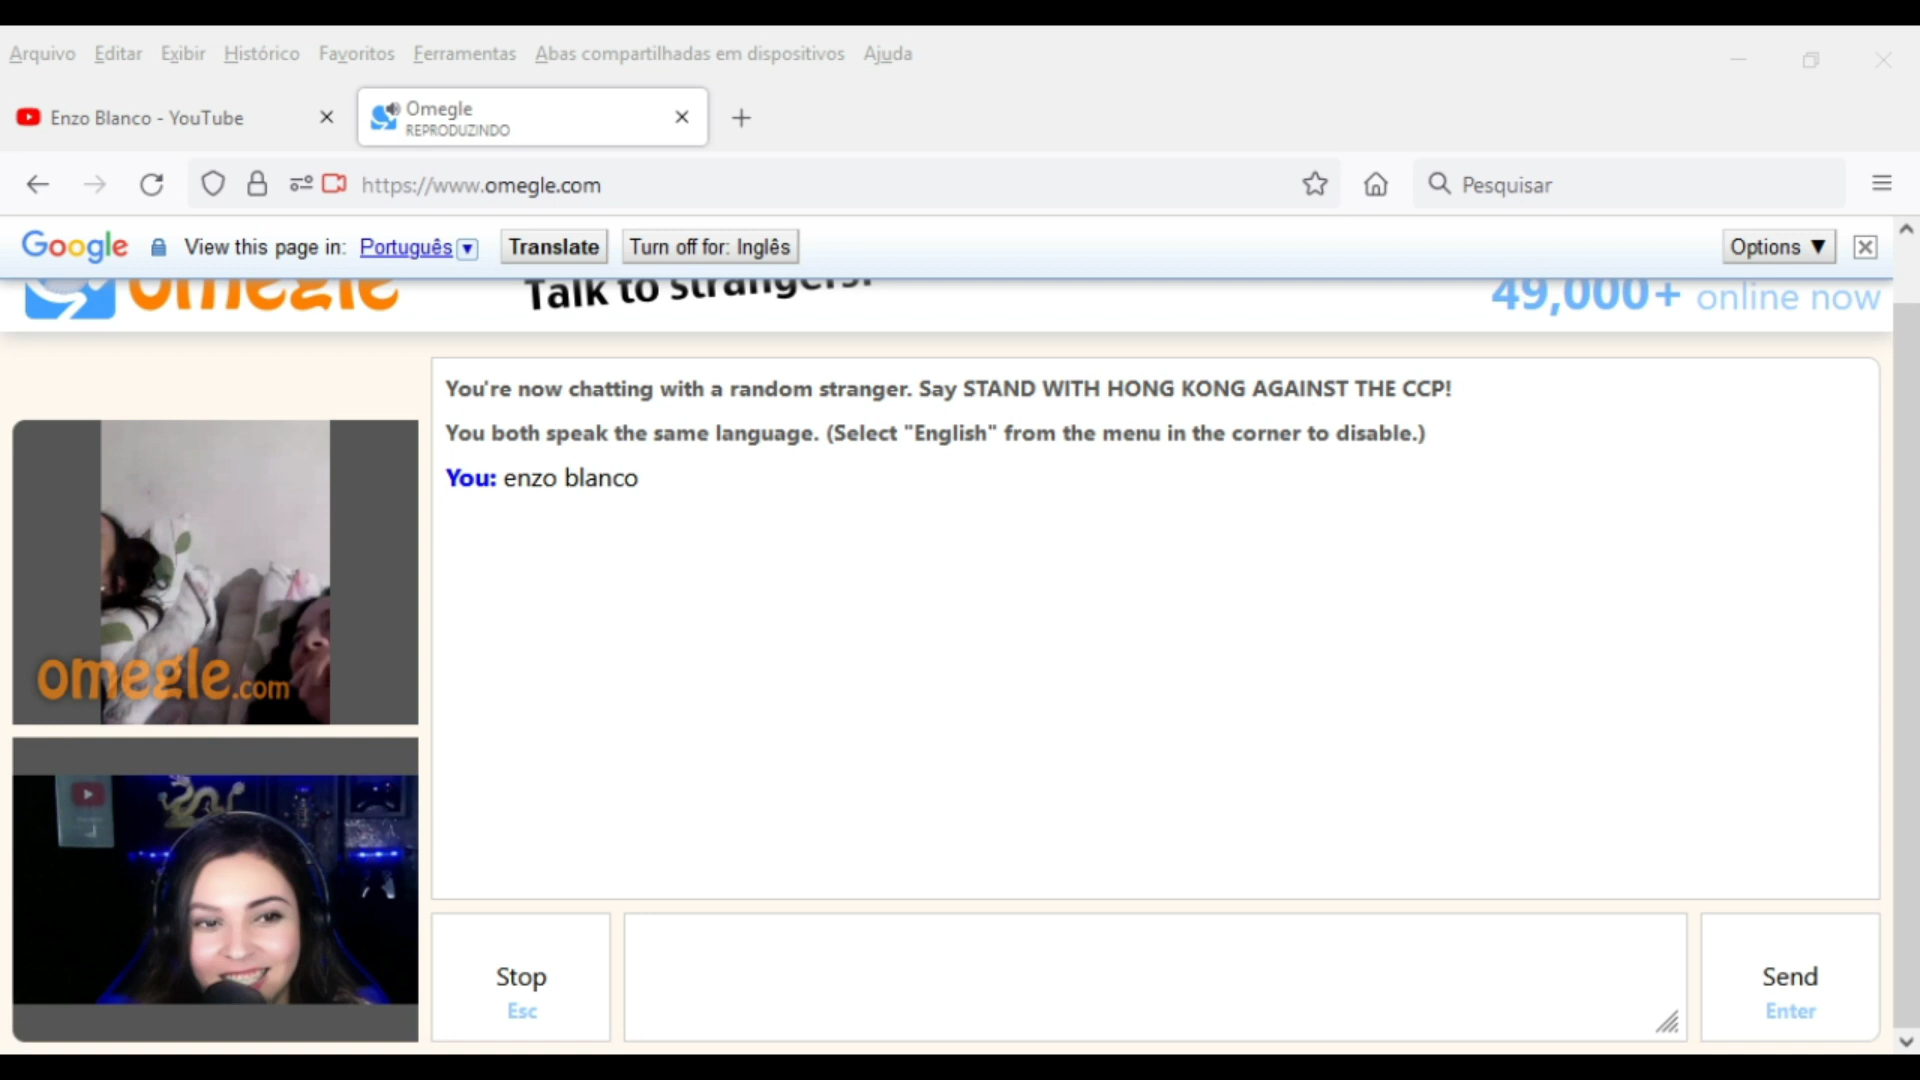 Arquivo Editar Exibir Histórico Favoritos Ferramentas Abas compartilhadas em dispositivos Ajuda
Enzo Blanco - YouTube
Omegle
REPRODUZINDO
https://www.omegle.com
Pesquisar
Google View this page in: Português Translate Turn off for: Inglês Options ▼
omegle Talk to strangers! 49,000+ online now
You're now chatting with a random stranger. Say STAND WITH HONG KONG AGAINST THE CCP!
You both speak the same language. (Select "English" from the menu in the corner to disable.)
You: enzo blanco
omegle.com
Stop
Esc
Send
Enter